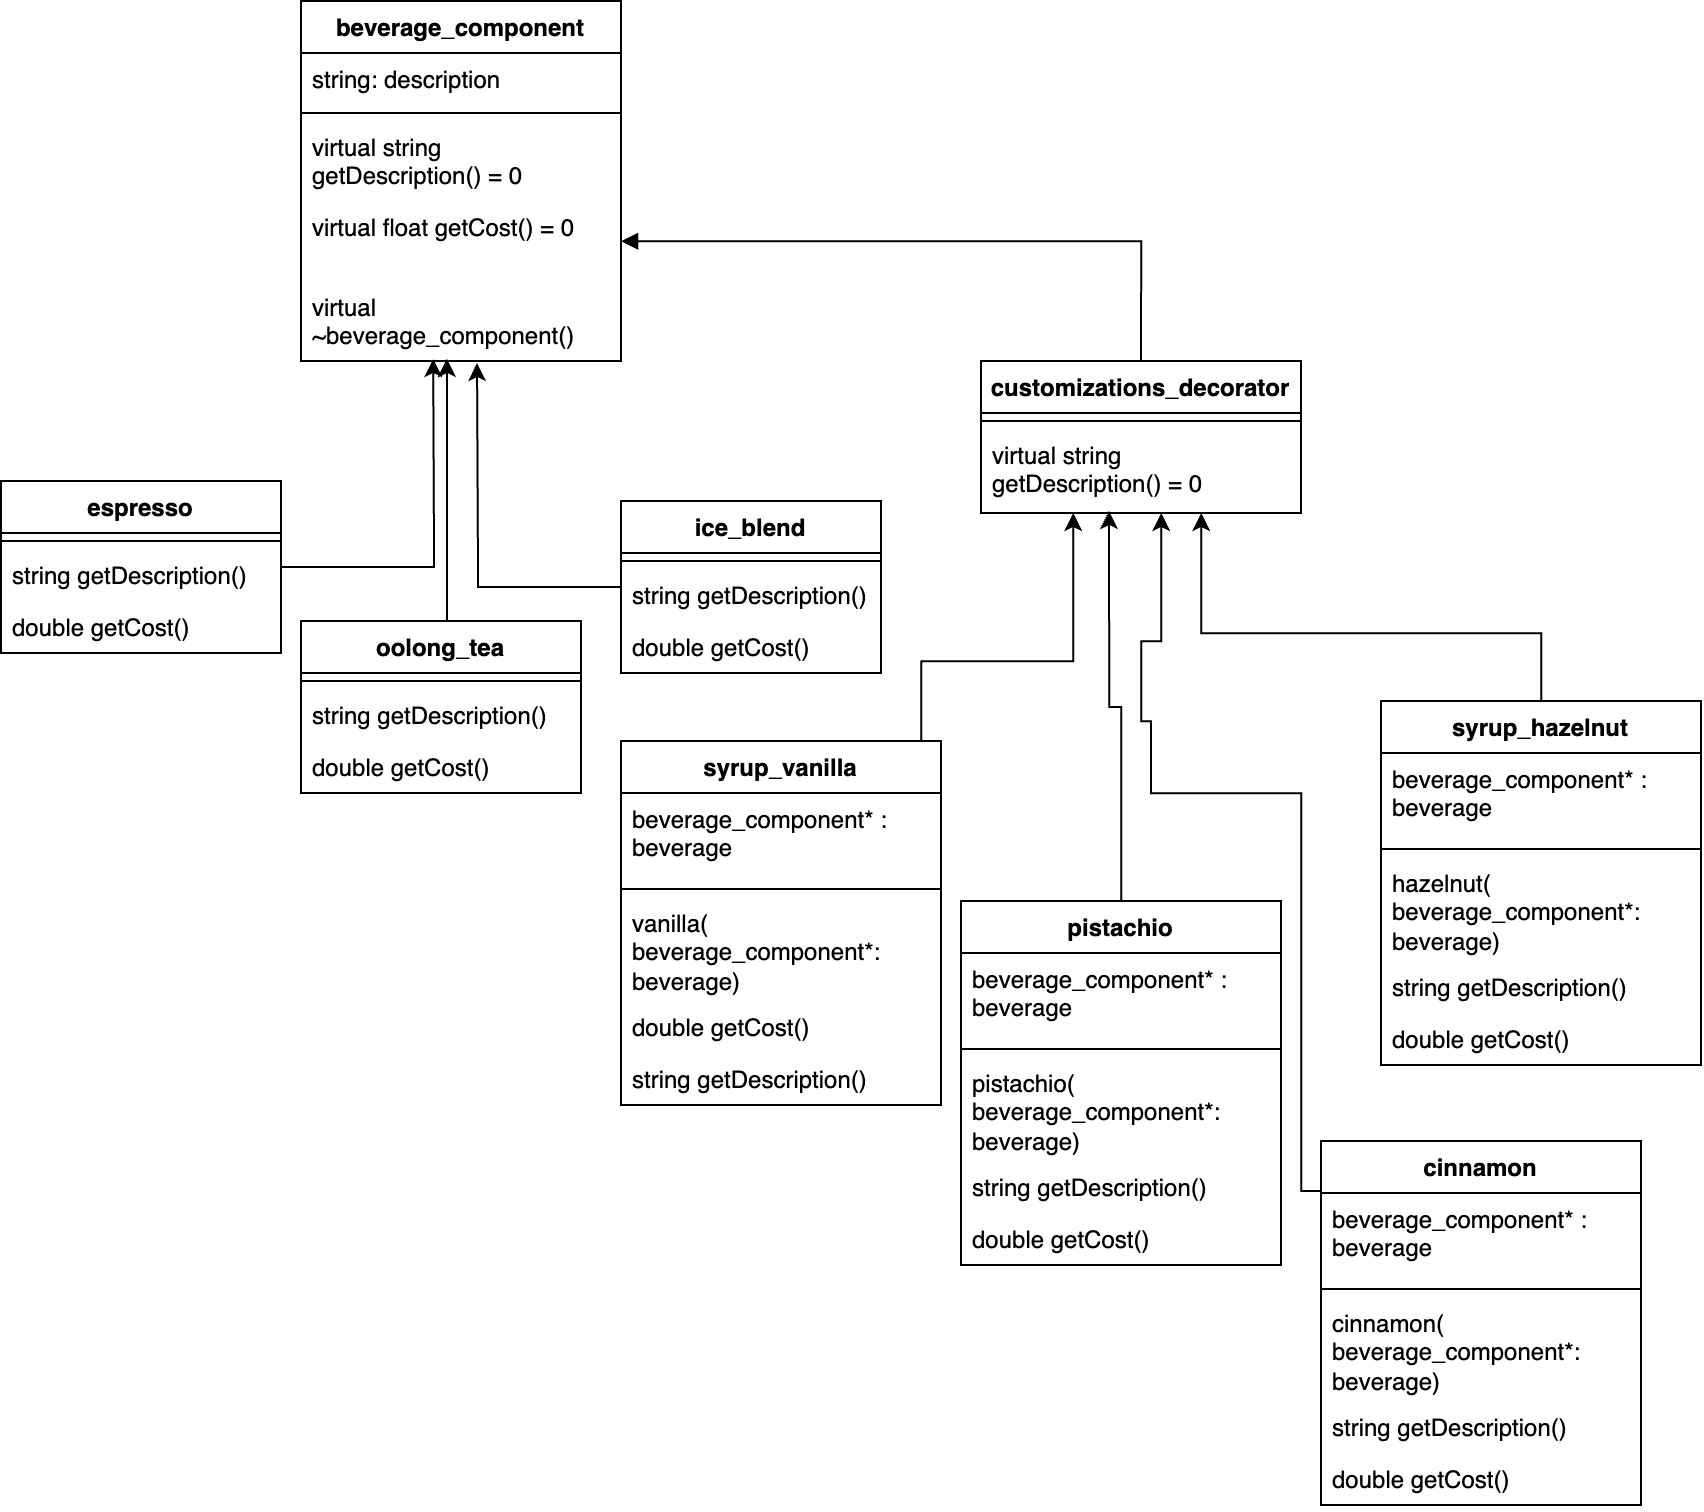 beverage_component
string: description
virtual string
getDescription() = 0
virtual float getCost() = 0
virtual
~beverage_component()
customizations_decorator
virtual string
getDescription() = 0
espresso
string getDescription()
double getCost()
ice_blend
string getDescription()
double getCost()
oolong_tea
string getDescription()
double getCost()
syrup_vanilla
beverage_component* :
beverage
vanilla(
beverage_component*:
beverage)
double getCost()
string getDescription()
pistachio
beverage_component* :
beverage
pistachio(
beverage_component*:
beverage)
string getDescription()
double getCost()
syrup_hazelnut
beverage_component* :
beverage
hazelnut(
beverage_component*:
beverage)
string getDescription()
double getCost()
cinnamon
beverage_component* :
beverage
cinnamon(
beverage_component*:
beverage)
string getDescription()
double getCost()